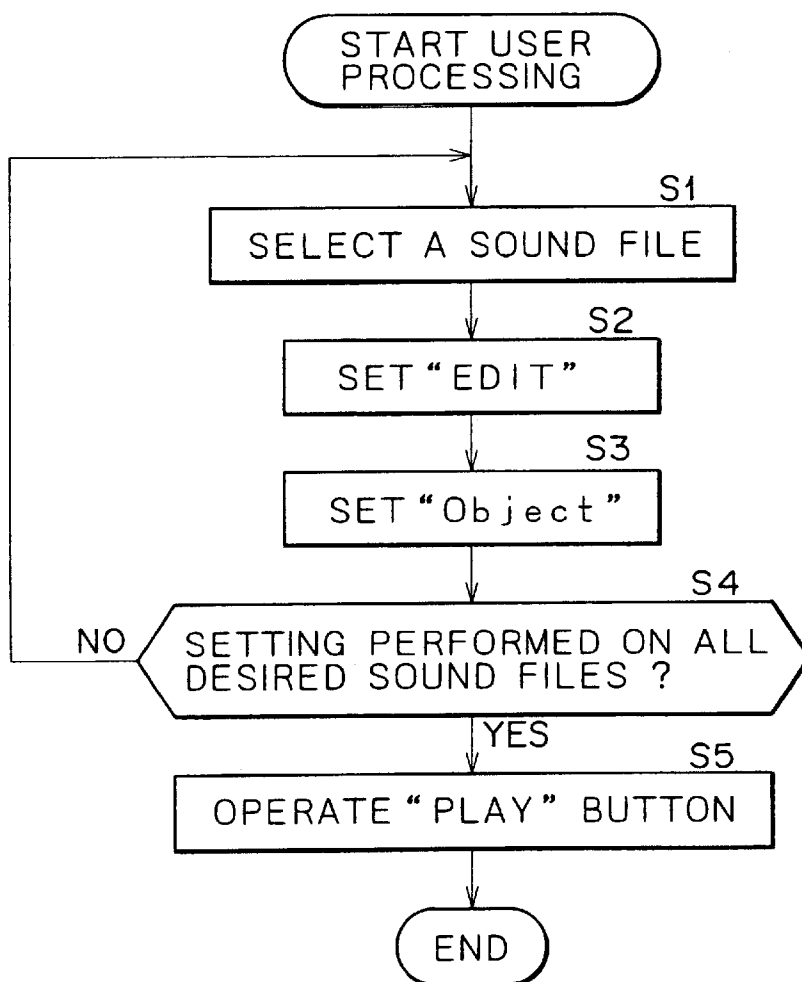 START USER
PROCESSING
S1
SELECT A SOUND FILE
S2
SET “EDIT”
S3
SET “Object”
S4
NO
SETTING PERFORMED ON ALL
DESIRED SOUND FILES ?
YES
S5
OPERATE “PLAY” BUTTON
END